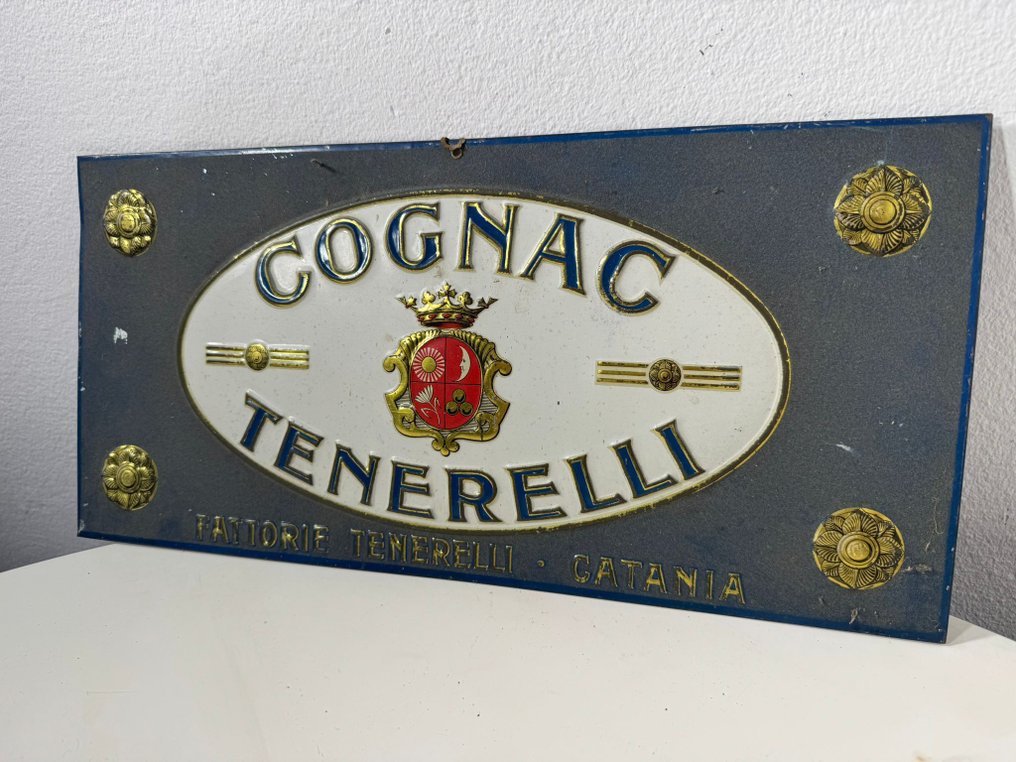 COGNAC
TENERELLI
FATTORIE TENERELLI · CATANIA